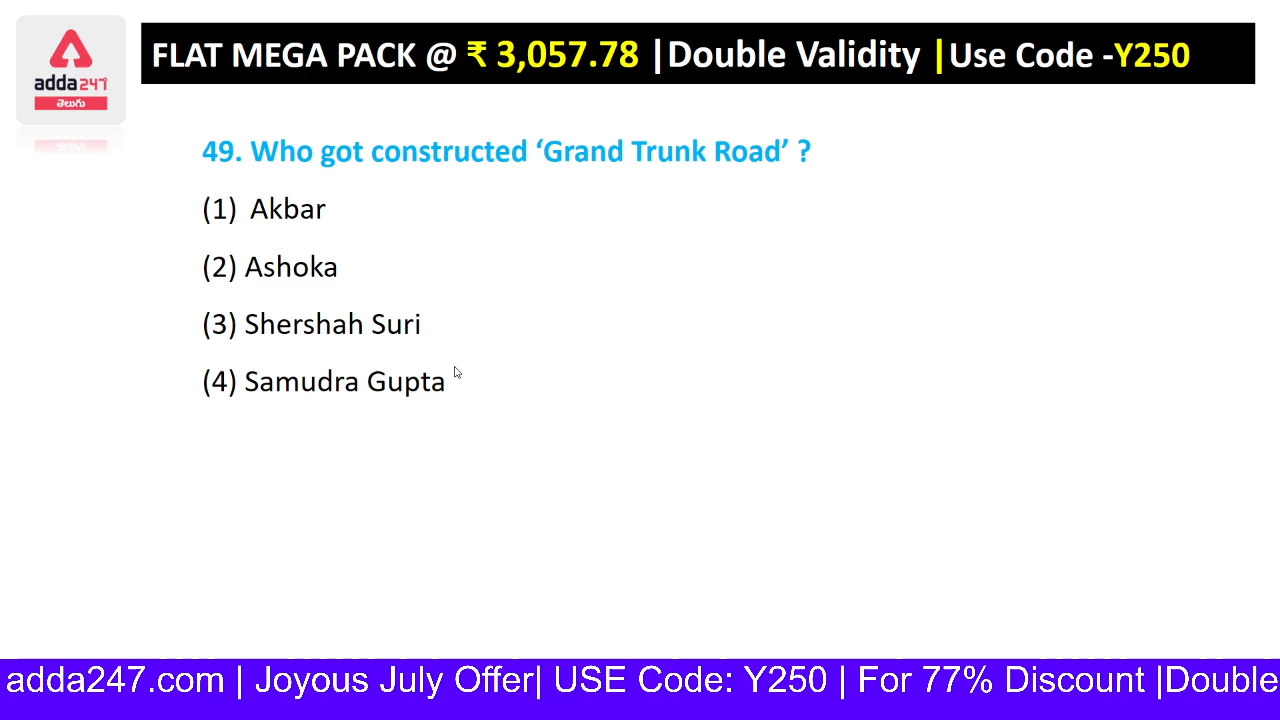 adda247
తెలుగు
FLAT MEGA PACK @ ₹ 3,057.78 |Double Validity |Use Code -Y250
49. Who got constructed ‘Grand Trunk Road’ ?
(1) Akbar
(2) Ashoka
(3) Shershah Suri
(4) Samudra Gupta
adda247.com | Joyous July Offer| USE Code: Y250 | For 77% Discount |Double